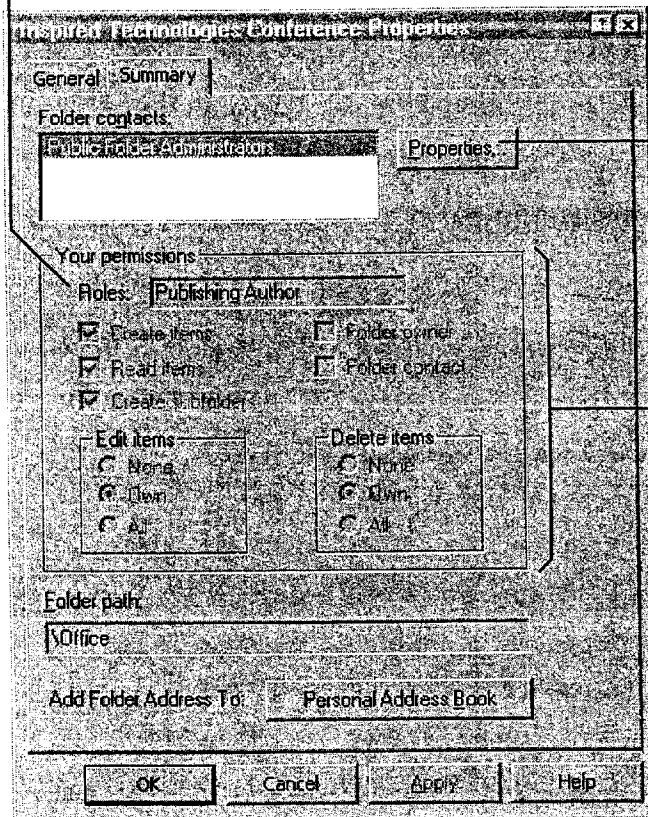 Inspired Technologies Conference Properties
General Summary
Folder contacts:
Public Folder Administrators
Properties
Your permissions
Roles: Publishing Author
Create items Folder owner
Read items Folder contact
Create subfolder
Edit items Delete items
None None
Own Own
All All
Folder path:
\Office
Add Folder Address To: Personal Address Book
OK Cancel Apply Help